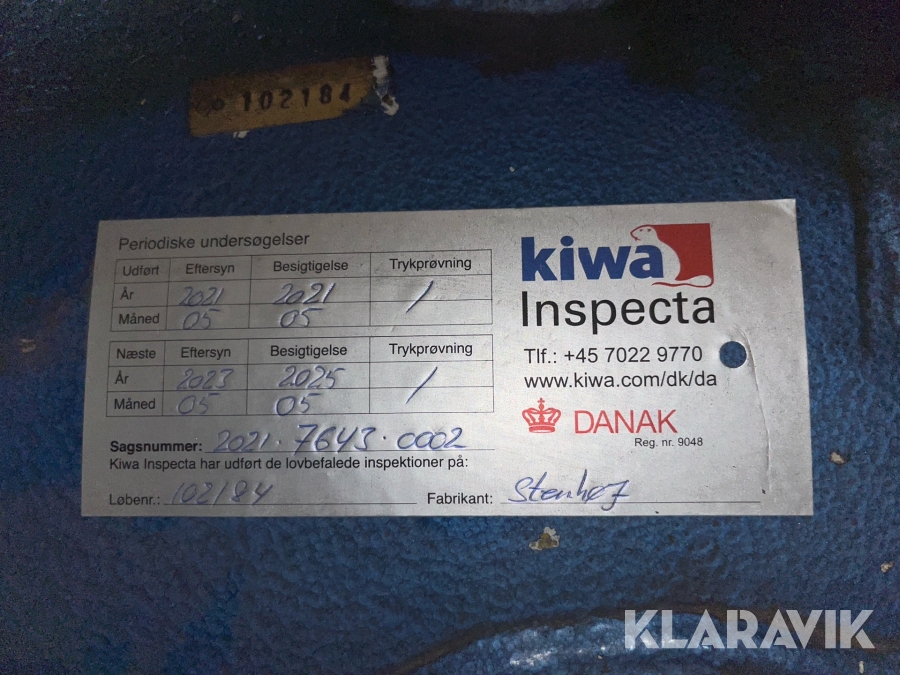 102184
Periodiske undersøgelser
Udført Eftersyn Besigtigelse Trykprøvning
År 2021 2021 /
Måned 05 05
Næste Eftersyn Besigtigelse Trykprøvning
År 2023 2025 /
Måned 05 05
Sagsnummer: 2021.7643.0002
Kiwa Inspecta har udført de lovbefalede inspektioner på:
Løbenr.: 102184 Fabrikant: Stenhøj
kiwa
Inspecta
Tlf.: +45 7022 9770
www.kiwa.com/dk/da
DANAK
Reg. nr. 9048
KLARAVIK